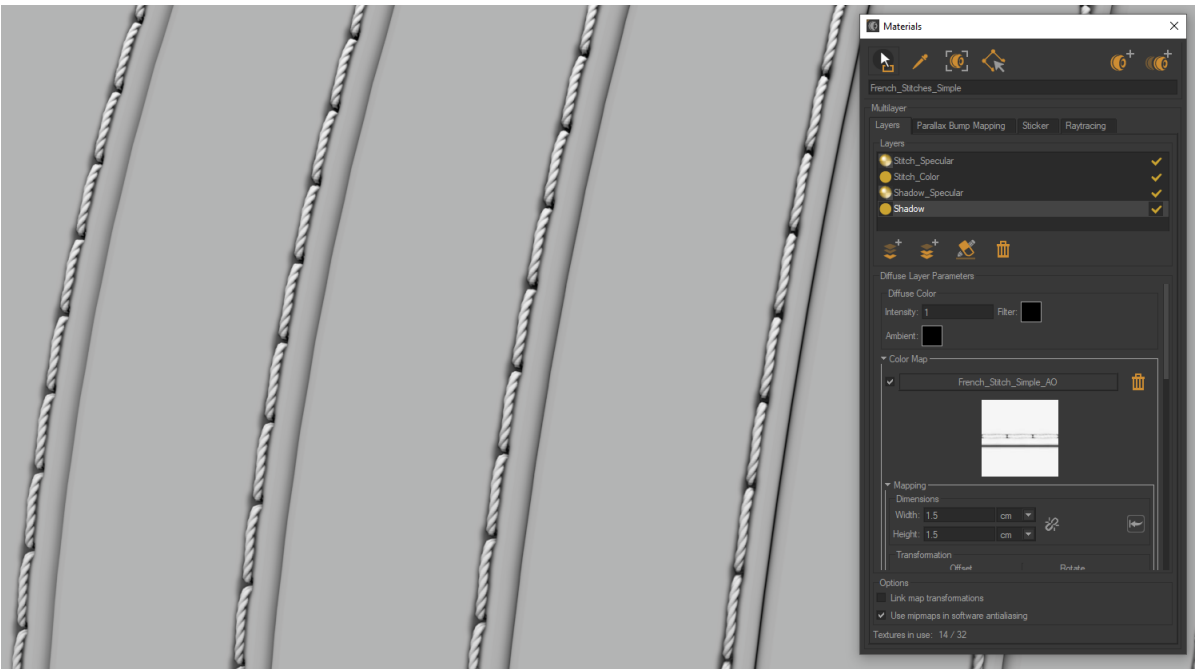 Materials
French_Stitches_Simple
Multilayer
Layers Parallax Bump Mapping Sticker Raytracing
Layers
Stitch_Specular
Stitch_Color
Shadow_Specular
Shadow
Diffuse Layer Parameters
Diffuse Color
Intensity: 1 Filter:
Ambient:
Color Map
French_Stitch_Simple_AO
Mapping
Dimensions
Width: 1.5 cm
Height: 1.5 cm
Transformation
Offset Rotate
Options
Link map transformations
Use mipmaps in software antialiasing
Textures in use: 14 / 32